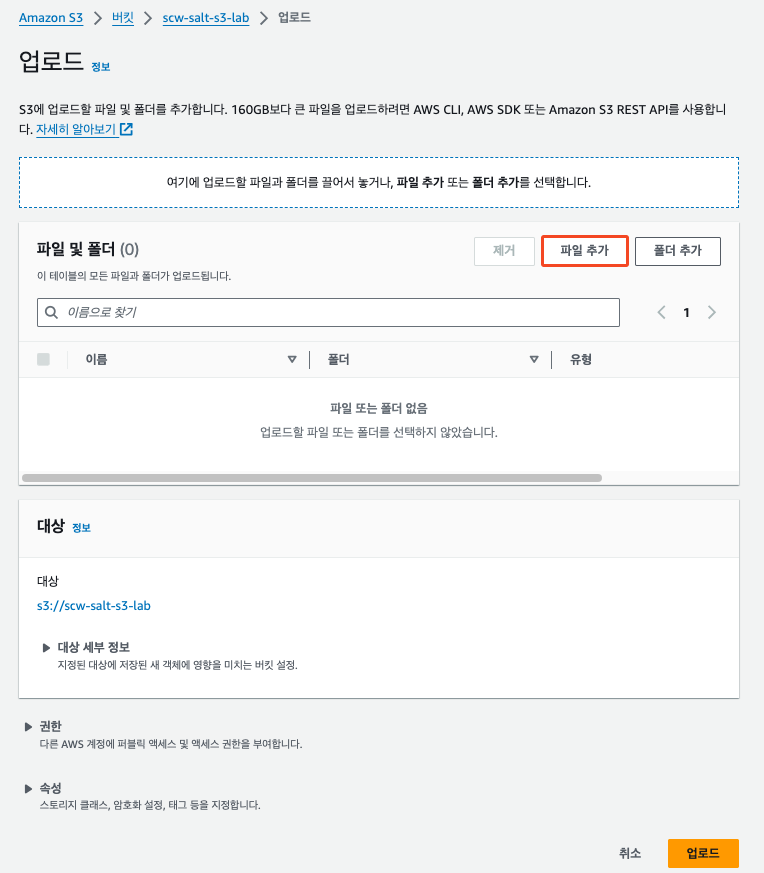 Amazon S3 > 버킷 > scw-salt-s3-lab > 업로드
업로드 정보
S3에 업로드할 파일 및 폴더를 추가합니다. 160GB보다 큰 파일을 업로드하려면 AWS CLI, AWS SDK 또는 Amazon S3 REST API를 사용합니
다. 자세히 알아보기
여기에 업로드할 파일과 폴더를 끌어서 놓거나, 파일 추가 또는 폴더 추가를 선택합니다.
파일 및 폴더 (0)
제거
파일 추가
폴더 추가
이 테이블의 모든 파일과 폴더가 업로드됩니다.
이름으로 찾기
1
이름
폴더
유형
파일 또는 폴더 없음
업로드할 파일 또는 폴더를 선택하지 않았습니다.
대상 정보
대상
s3://scw-salt-s3-lab
대상 세부 정보
지정된 대상에 저장된 새 객체에 영향을 미치는 버킷 설정.
권한
다른 AWS 계정에 퍼블릭 액세스 및 액세스 권한을 부여합니다.
속성
스토리지 클래스, 암호화 설정, 태그 등을 지정합니다.
취소
업로드